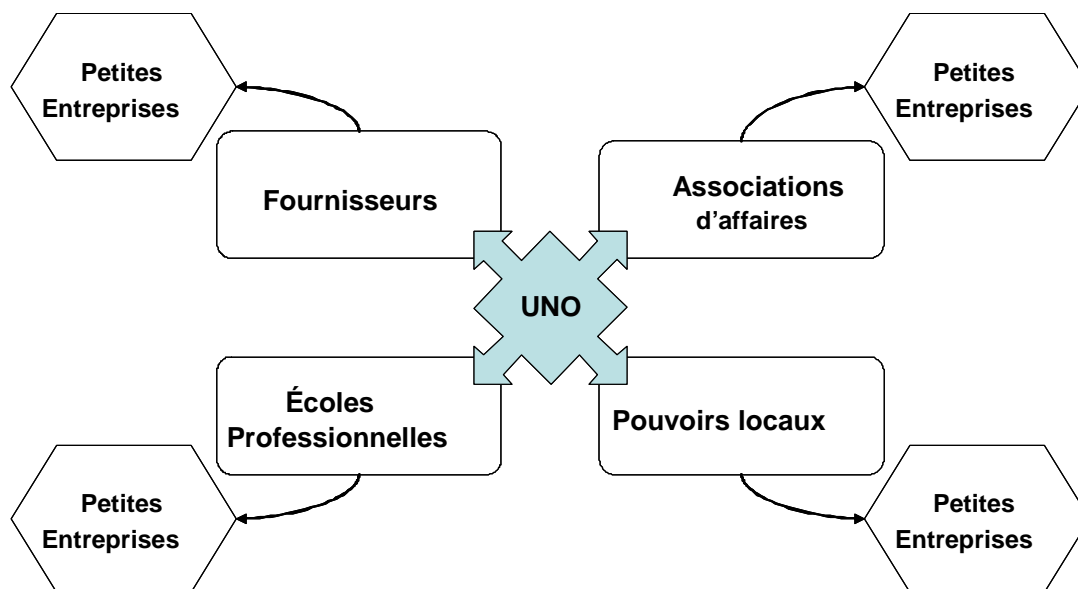 Petites
Entreprises
Petites
Entreprises
Fournisseurs
Associations
d’affaires
UNO
Écoles
Professionnelles
Pouvoirs locaux
Petites
Entreprises
Petites
Entreprises